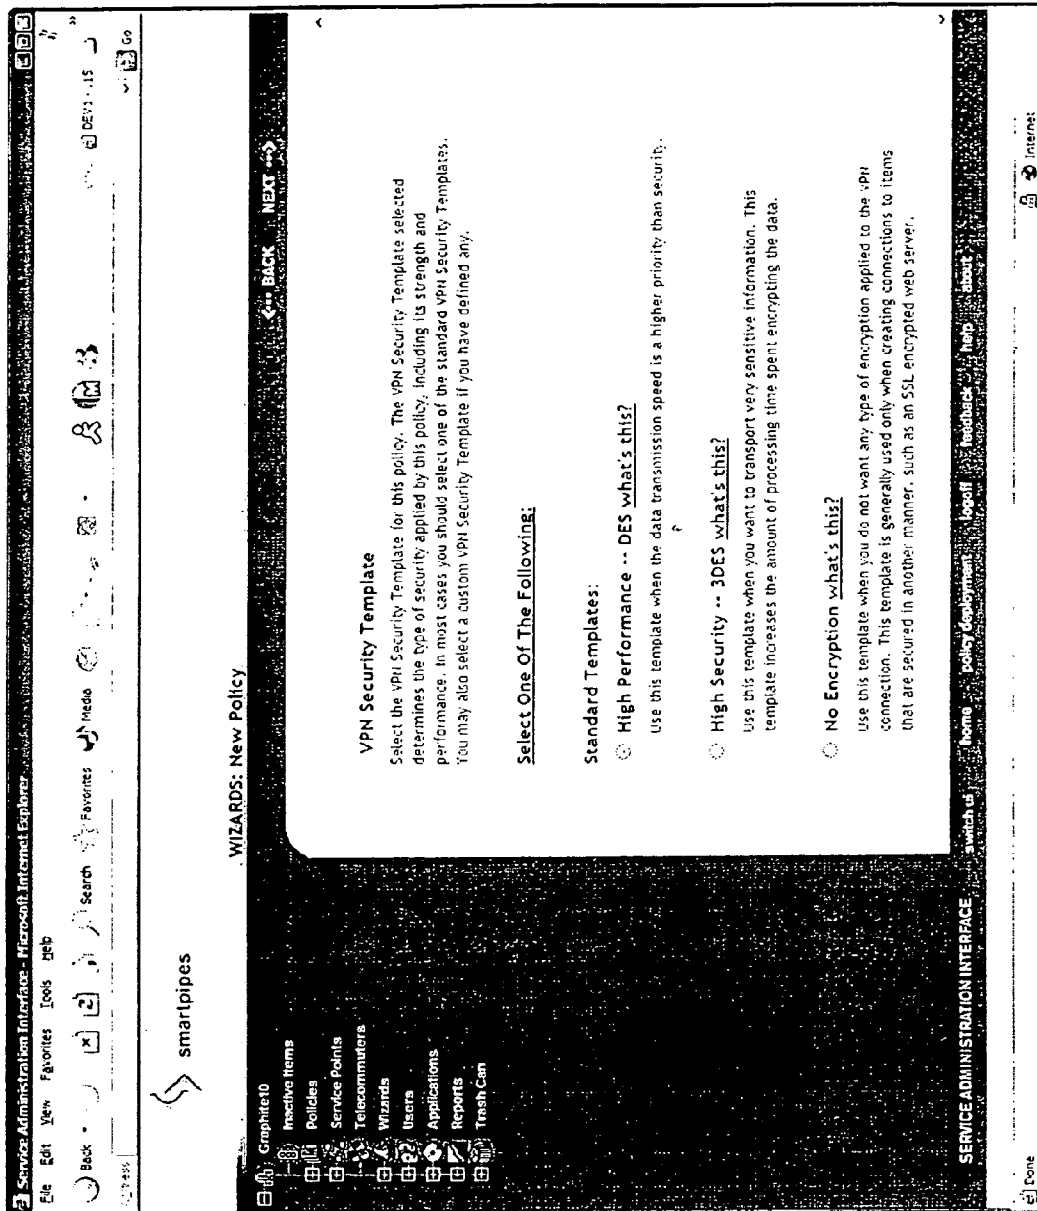 Service Administration Interface - Microsoft Internet Explorer
File Edit View Favorites Tools Help
Back Search Favorites Media
Address Go
smartpipes
WIZARDS: New Policy
<--- BACK NEXT --->
Graphite10
Inactive Items
Policies
Service Points
Telecommuters
Wizards
Users
Applications
Reports
Trash Can
VPN Security Template
Select the VPN Security Template for this policy. The VPN Security Template selected
determines the type of security applied by this policy, including its strength and
performance. In most cases you should select one of the standard VPN Security Templates.
You may also select a custom VPN Security Template if you have defined any.
Select One Of The Following:
Standard Templates:
High Performance -- DES what's this?
Use this template when the data transmission speed is a higher priority than security.
High Security -- 3DES what's this?
Use this template when you want to transport very sensitive information. This
template increases the amount of processing time spent encrypting the data.
No Encryption what's this?
Use this template when you do not want any type of encryption applied to the VPN
connection. This template is generally used only when creating connections to items
that are secured in another manner, such as an SSL encrypted web server.
SERVICE ADMINISTRATION INTERFACE switch ui home policy deployment logoff feedback help about
Done Internet